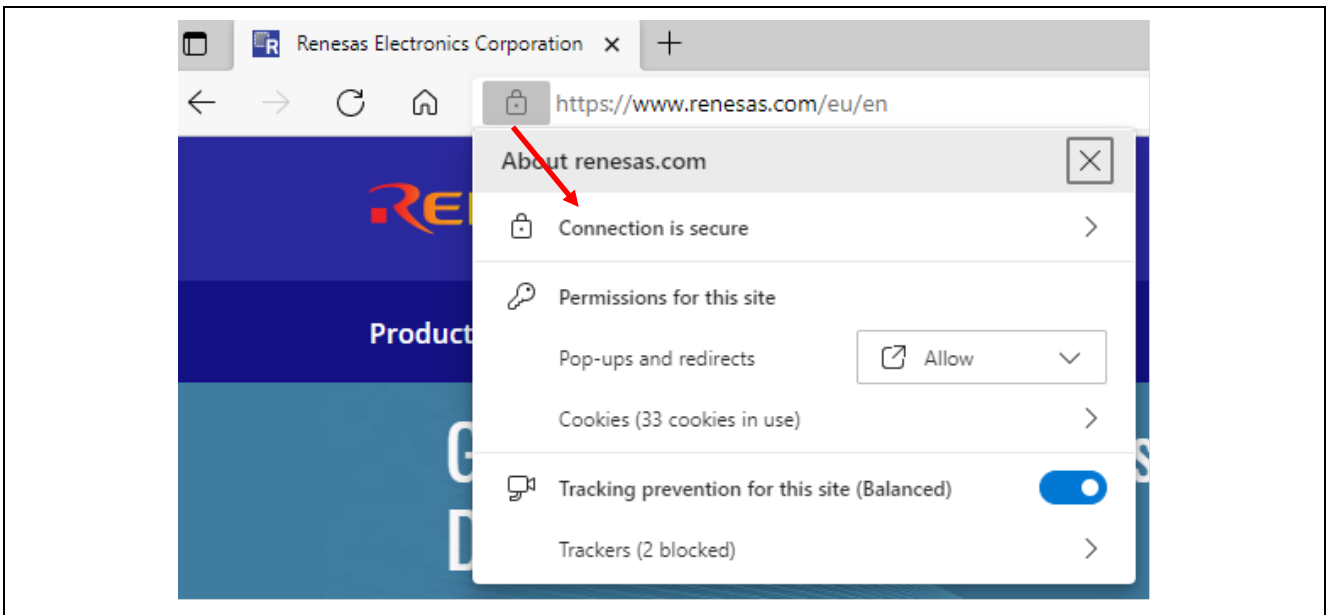 Renesas Electronics Corporation
https://www.renesas.com/eu/en
About renesas.com
Connection is secure
Permissions for this site
Product
Pop-ups and redirects
Allow
Cookies (33 cookies in use)
Tracking prevention for this site (Balanced)
Trackers (2 blocked)